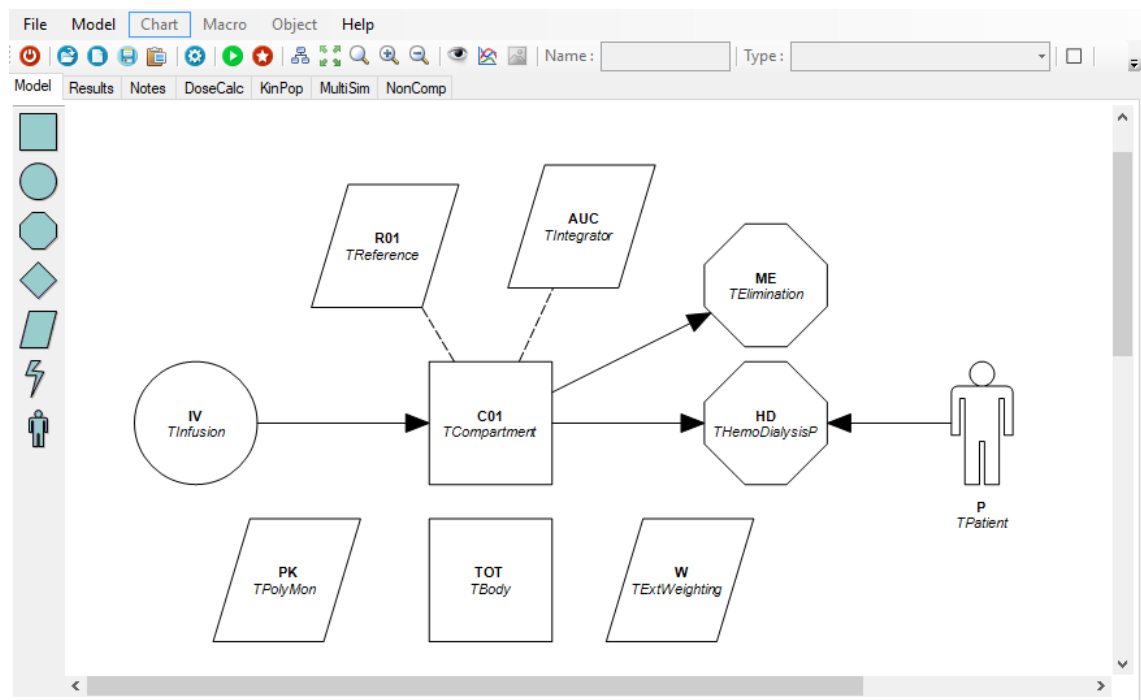 File Model Chart Macro Object Help
Name: Type:
Model Results Notes DoseCalc KinPop MultiSim NonComp
AUC
TIntegrator
R01
TReference
ME
TElimination
IV
TInfusion
C01
TCompartment
HD
THemoDialysisP
P
TPatient
PK
TPolyMon
TOT
TBody
W
TExtWeighting